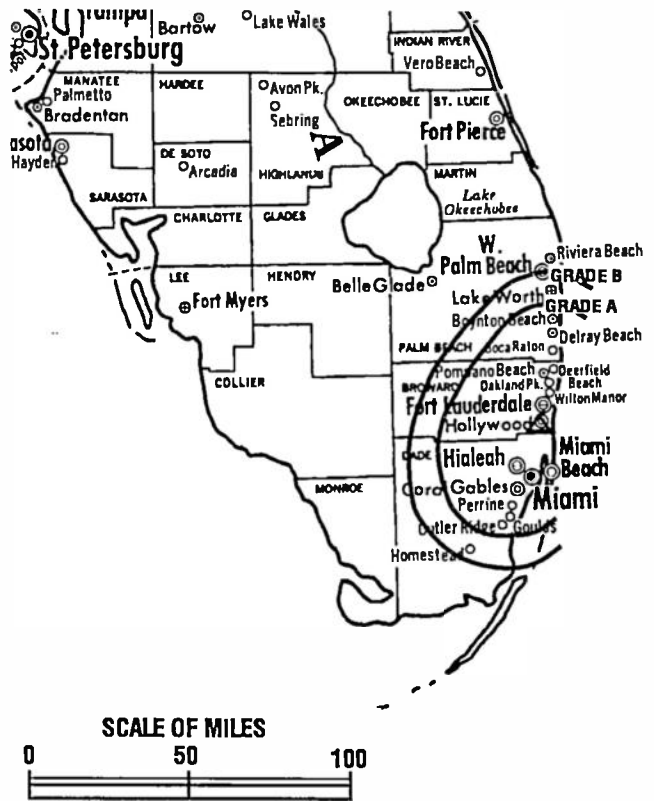 Tampa
St. Petersburg
Bartow
Lake Wales
INDIAN RIVER
Vero Beach
MANATEE
Palmetto
Bradentan
HARDEE
Avon Pk.
Sebring
OKEECHOBEE
ST. LUCIE
Fort Pierce
asota
Hayden
DE SOTO
Arcadia
A
HIGHLANDS
MARTIN
Lake
Okeechobee
SARASOTA
CHARLOTTE
GLADES
W.
Palm Beach
Riviera Beach
GRADE B
LEE
HENDRY
Belle Glade
Fort Myers
Lake Worth
GRADE A
Boynton Beach
Delray Beach
PALM BEACH
Boca Raton
COLLIER
Pompano Beach
Deerfield
Beach
BROWARD
Oakland Pk.
Wilton Manor
Fort Lauderdale
Hollywood
DADE
Hialeah
Miami
Beach
MONROE
Coral Gables
Miami
Perrine
Cutler Ridge
Goulds
Homestead
SCALE OF MILES
0 50 100